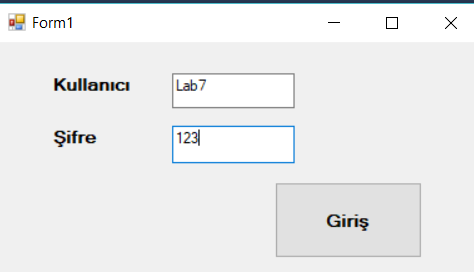 Form1
Kullanıcı Lab7
Şifre 123
Giriş